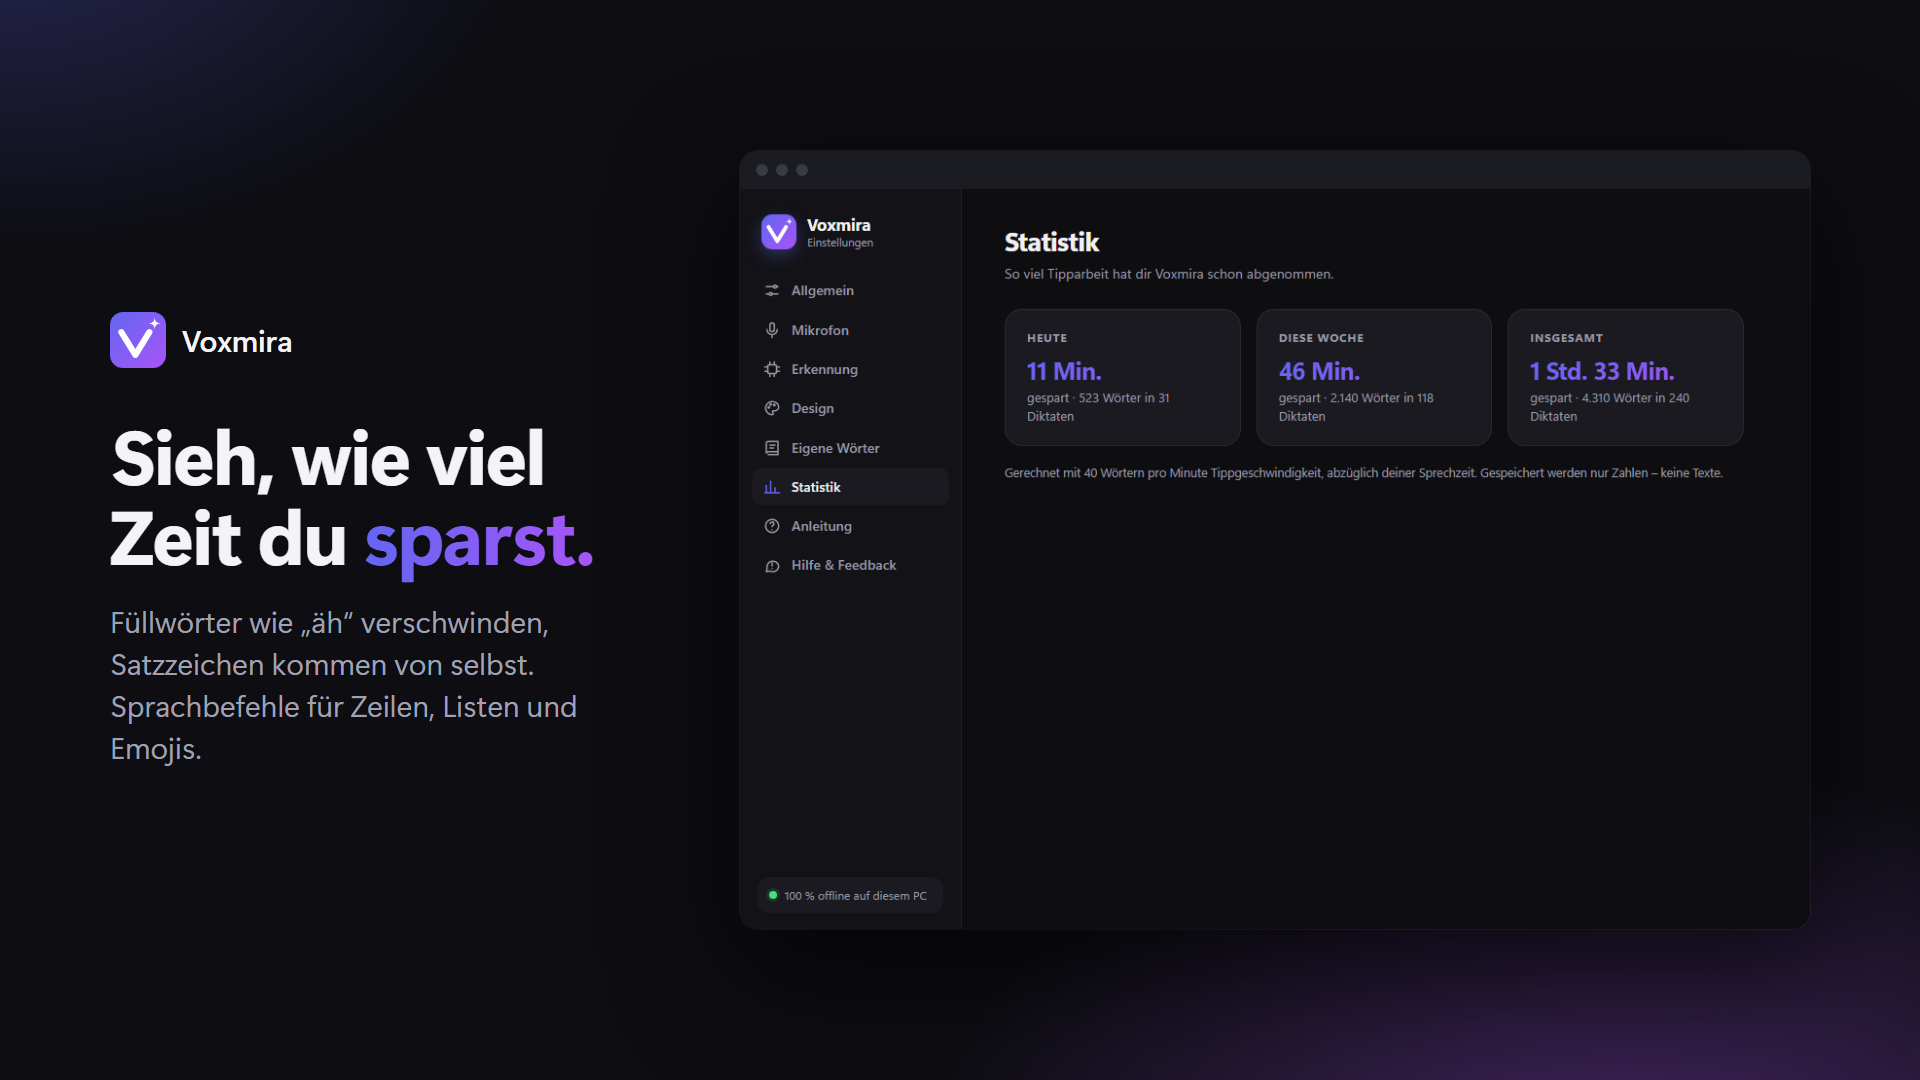 Voxmira
Sieh, wie viel
Zeit du sparst.
Füllwörter wie „äh“ verschwinden,
Satzzeichen kommen von selbst.
Sprachbefehle für Zeilen, Listen und
Emojis.
Voxmira
Einstellungen
Allgemein
Mikrofon
Erkennung
Design
Eigene Wörter
Statistik
Anleitung
Hilfe & Feedback
100 % offline auf diesem PC
Statistik
So viel Tipparbeit hat dir Voxmira schon abgenommen.
HEUTE
11 Min.
gespart · 523 Wörter in 31
Diktaten
DIESE WOCHE
46 Min.
gespart · 2.140 Wörter in 118
Diktaten
INSGESAMT
1 Std. 33 Min.
gespart · 4.310 Wörter in 240
Diktaten
Gerechnet mit 40 Wörtern pro Minute Tippgeschwindigkeit, abzüglich deiner Sprechzeit. Gespeichert werden nur Zahlen – keine Texte.